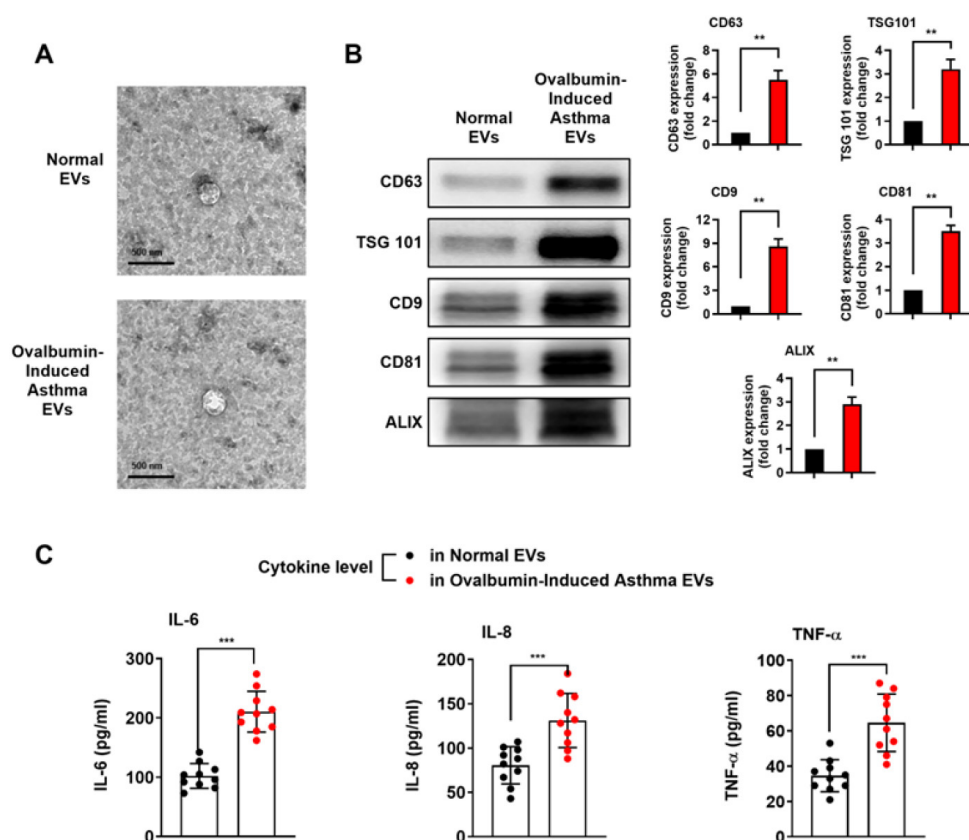 A
Normal
EVs
500 nm
Ovalbumin-
Induced
Asthma
EVs
500 nm
B
Normal
EVs
Ovalbumin-
Induced
Asthma
EVs
CD63
TSG 101
CD9
CD81
ALIX
CD63
CD63 expression
(fold change)
8
6
4
2
0
**
TSG101
TSG 101 expression
(fold change)
4
3
2
1
0
**
CD9
CD9 expression
(fold change)
12
9
6
3
0
**
CD81
CD81 expression
(fold change)
4
3
2
1
0
**
ALIX
ALIX expression
(fold change)
4
3
2
1
0
**
C
Cytokine level
in Normal EVs
in Ovalbumin-Induced Asthma EVs
IL-6
IL-6 (pg/ml)
300
200
100
0
***
IL-8
IL-8 (pg/ml)
200
150
100
50
0
***
TNF-α
TNF-α (pg/ml)
100
80
60
40
20
0
***